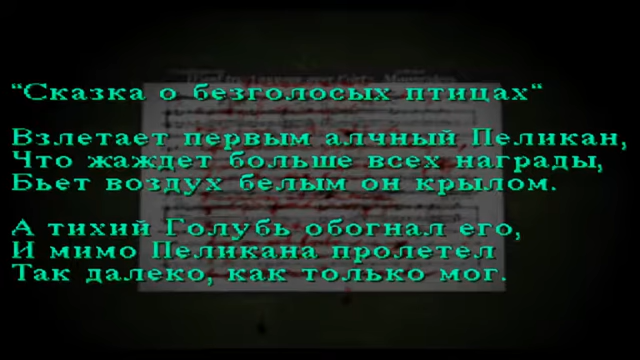 "Сказка о безголосых птицах"
Взлетает первым алчный Пеликан,
Что жаждет больше всех награды,
Бьет воздух белым он крылом.
А тихий Голубь обогнал его,
И мимо Пеликана пролетел
Так далеко, как только мог.